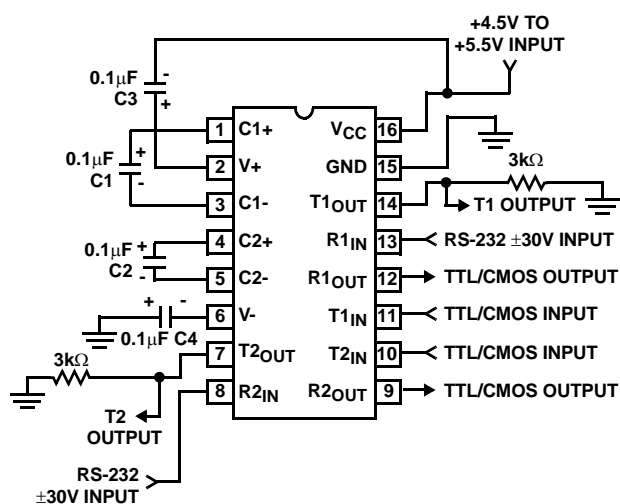 +4.5V TO
+5.5V INPUT
0.1µF
C3
-
+
1 C1+
VCC 16
0.1µF
C1
+
-
2 V+
GND 15
3kΩ
3 C1-
T1OUT 14
T1 OUTPUT
0.1µF
C2
+
-
4 C2+
R1IN 13
RS-232 ±30V INPUT
5 C2-
R1OUT 12
TTL/CMOS OUTPUT
+ -
0.1µF C4
6 V-
T1IN 11
TTL/CMOS INPUT
3kΩ
7 T2OUT
T2IN 10
TTL/CMOS INPUT
8 R2IN
R2OUT 9
TTL/CMOS OUTPUT
T2
OUTPUT
RS-232
±30V INPUT